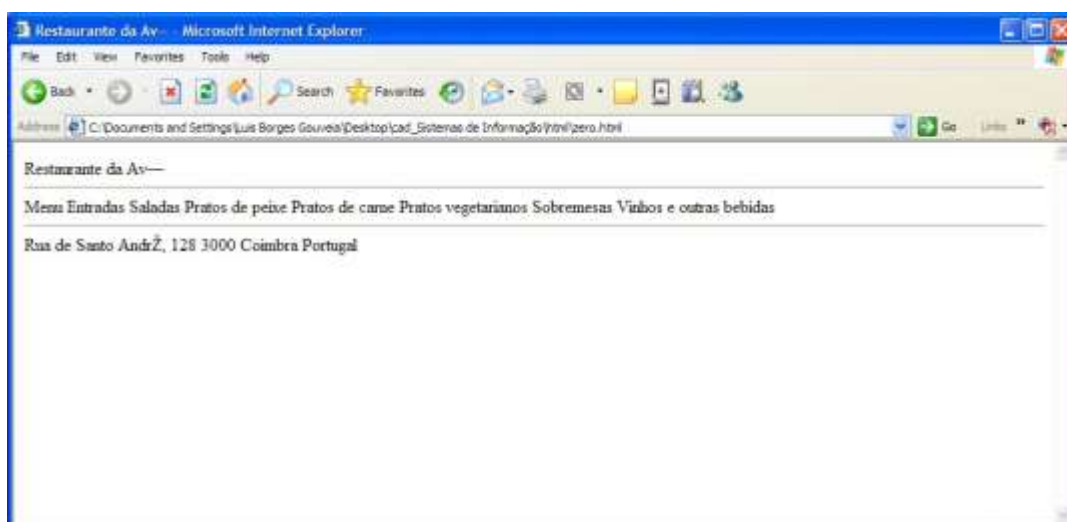 Restaurante da Av— - Microsoft Internet Explorer
File Edit View Favorites Tools Help
Back Search Favorites
Address C:\Documents and Settings\Luis Borges Gouveia\Desktop\cad_Sistemas de Informação\html\zero.html Go Links »
Restaurante da Av—
Menu Entradas Saladas Pratos de peixe Pratos de carne Pratos vegetarianos Sobremesas Vinhos e outras bebidas
Rua de Santo AndrŽ, 128 3000 Coimbra Portugal